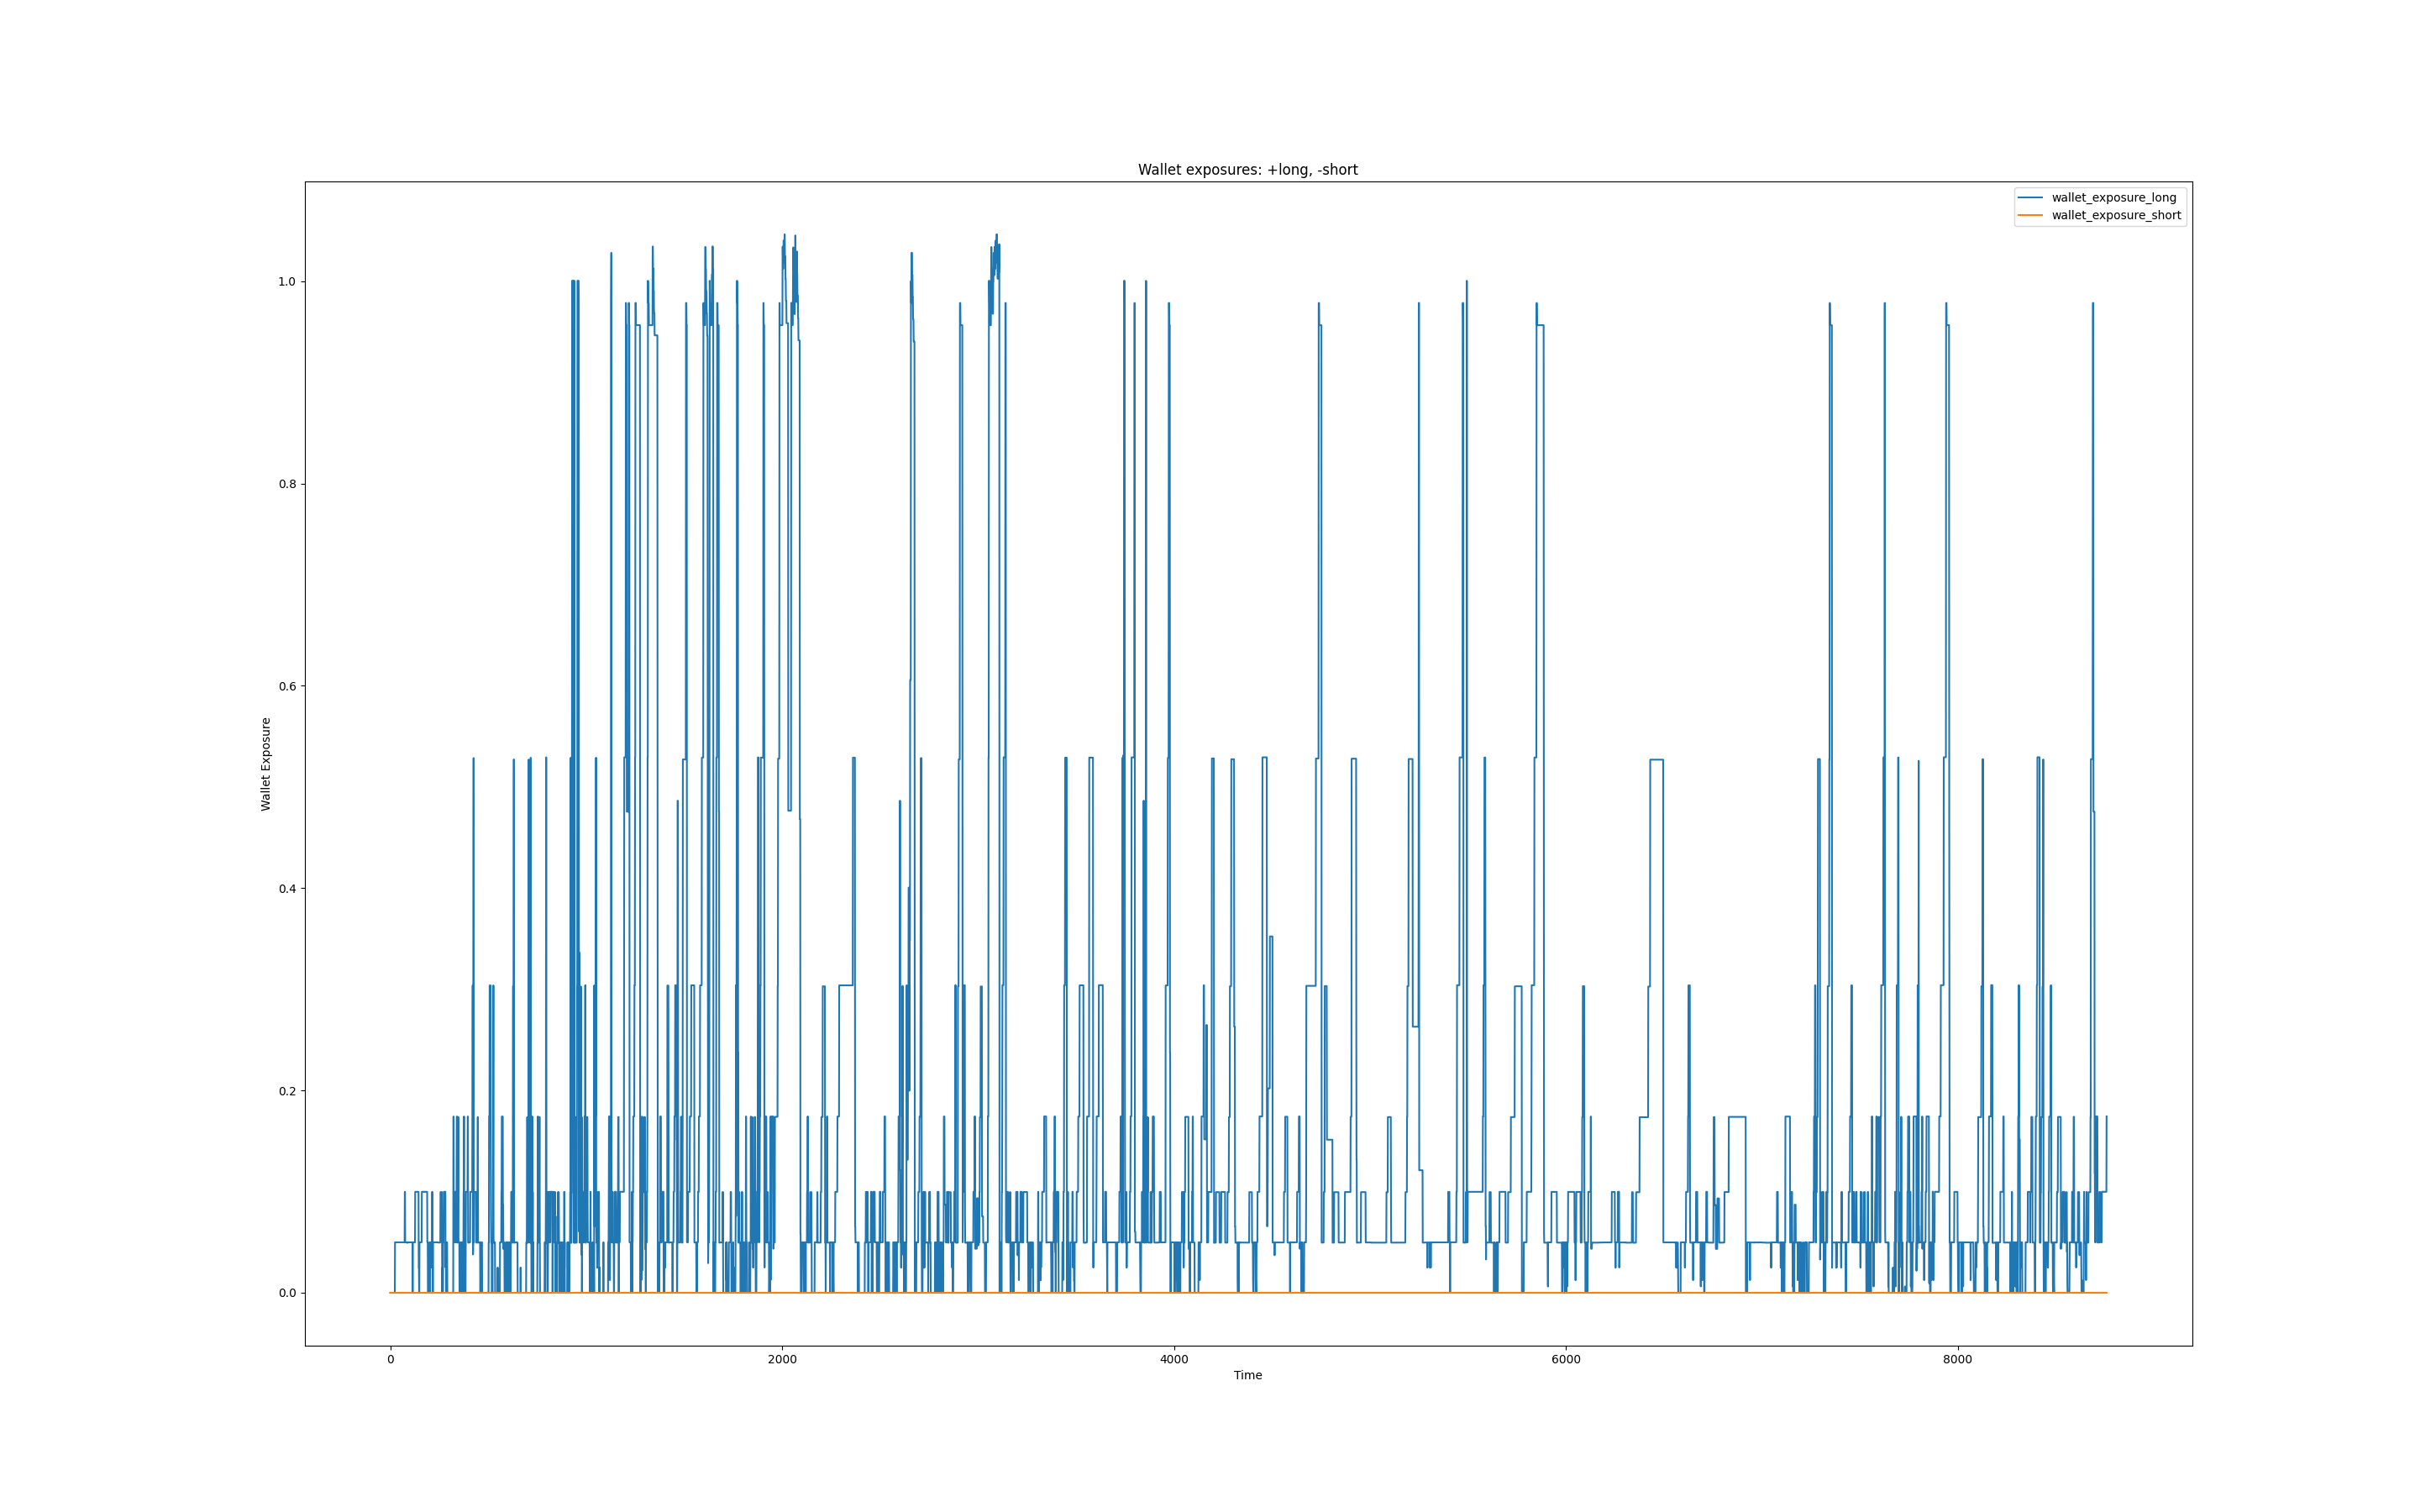 Wallet exposures: +long, -short
wallet_exposure_long
wallet_exposure_short
1.0
0.8
0.6
0.4
0.2
0.0
Wallet Exposure
0 2000 4000 6000 8000
Time